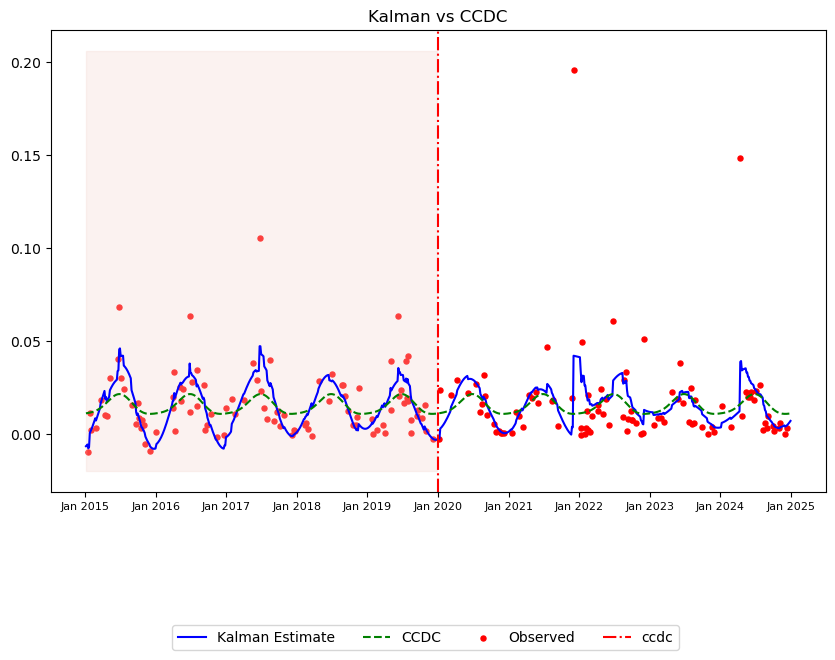 Kalman vs CCDC
0.20
0.15
0.10
0.05
0.00
Jan 2015 Jan 2016 Jan 2017 Jan 2018 Jan 2019 Jan 2020 Jan 2021 Jan 2022 Jan 2023 Jan 2024 Jan 2025
Kalman Estimate CCDC Observed ccdc